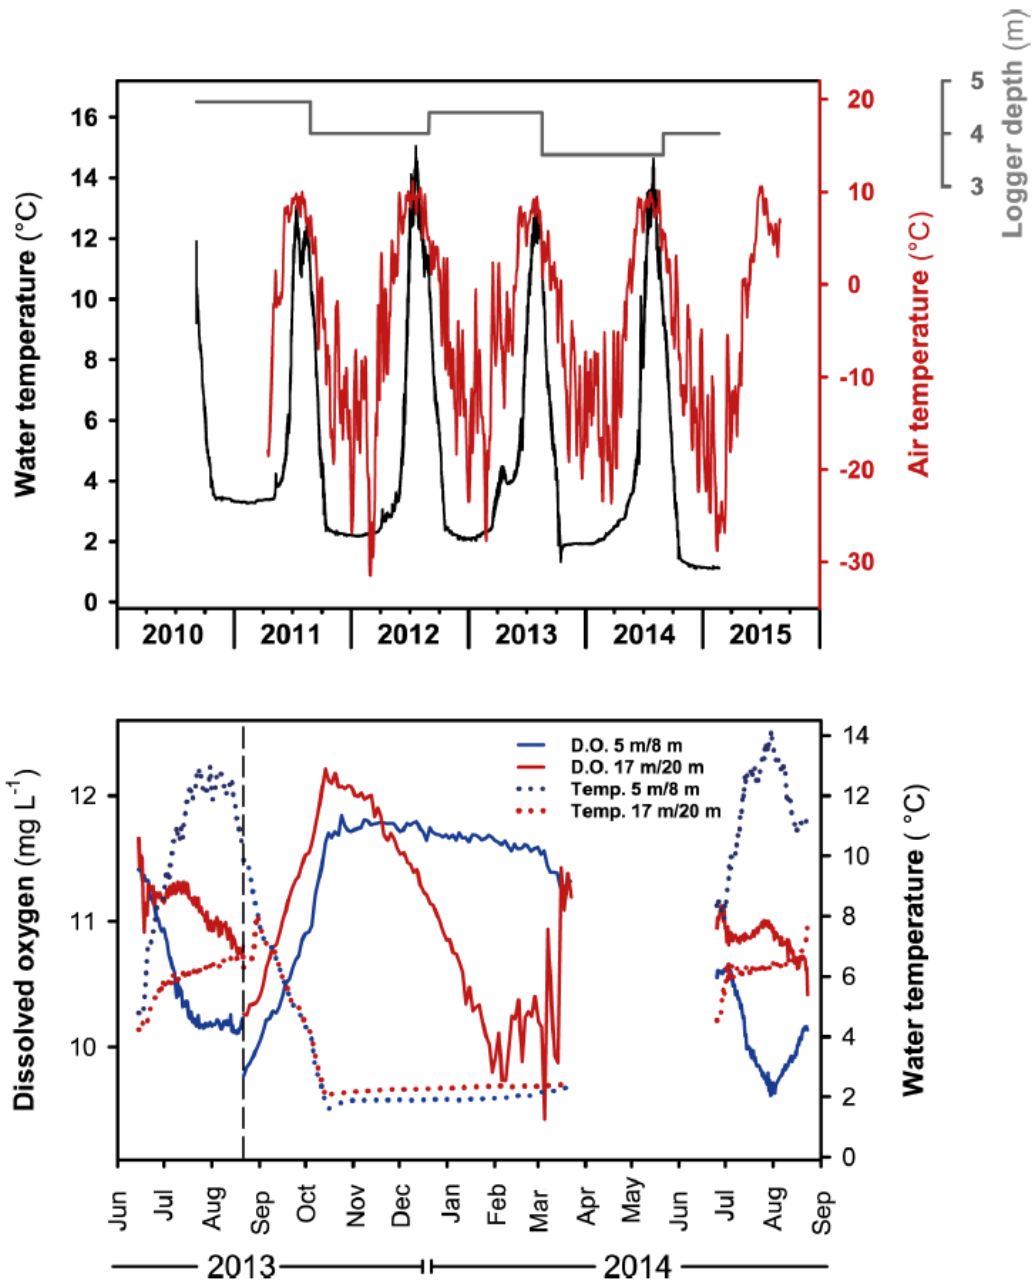 Logger depth (m)
5
4
3
Water temperature (°C)
16
14
12
10
8
6
4
2
0
20
10
0
-10
-20
-30
Air temperature (°C)
2010
2011
2012
2013
2014
2015
Dissolved oxygen (mg L-1)
12
11
10
D.O. 5 m/8 m
D.O. 17 m/20 m
Temp. 5 m/8 m
Temp. 17 m/20 m
14
12
10
8
6
4
2
0
Water temperature ( °C)
Jun
Jul
Aug
Sep
Oct
Nov
Dec
Jan
Feb
Mar
Apr
May
Jun
Jul
Aug
Sep
2013
2014